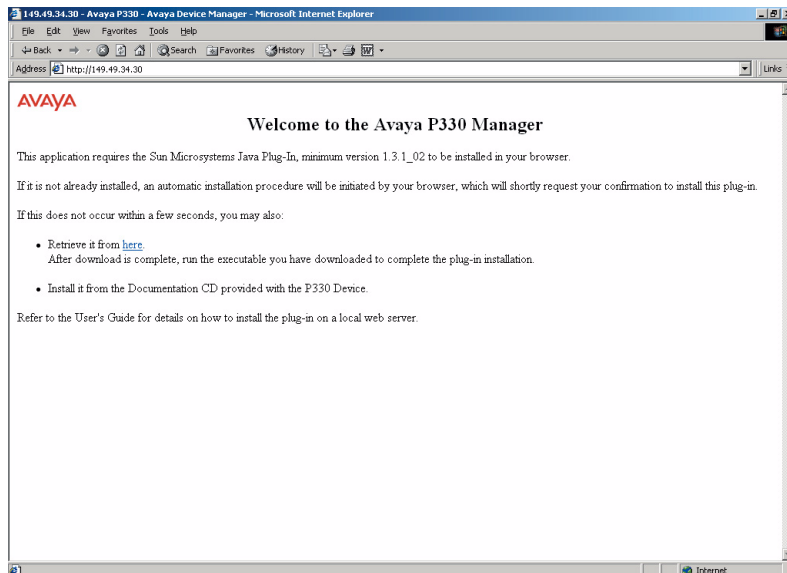 149.49.34.30 - Avaya P330 - Avaya Device Manager - Microsoft Internet Explorer
File Edit View Favorites Tools Help
Back Search Favorites History
Address http://149.49.34.30 Links
AVAYA
Welcome to the Avaya P330 Manager
This application requires the Sun Microsystems Java Plug-In, minimum version 1.3.1_02 to be installed in your browser.
If it is not already installed, an automatic installation procedure will be initiated by your browser, which will shortly request your confirmation to install this plug-in.
If this does not occur within a few seconds, you may also:
• Retrieve it from here.
After download is complete, run the executable you have downloaded to complete the plug-in installation.
• Install it from the Documentation CD provided with the P330 Device.
Refer to the User's Guide for details on how to install the plug-in on a local web server.
Internet